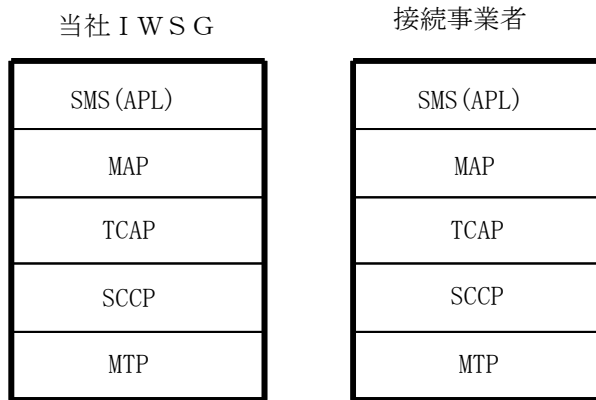 当社ＩＷＳＧ
接続事業者
SMS(APL)
SMS(APL)
MAP
MAP
TCAP
TCAP
SCCP
SCCP
MTP
MTP